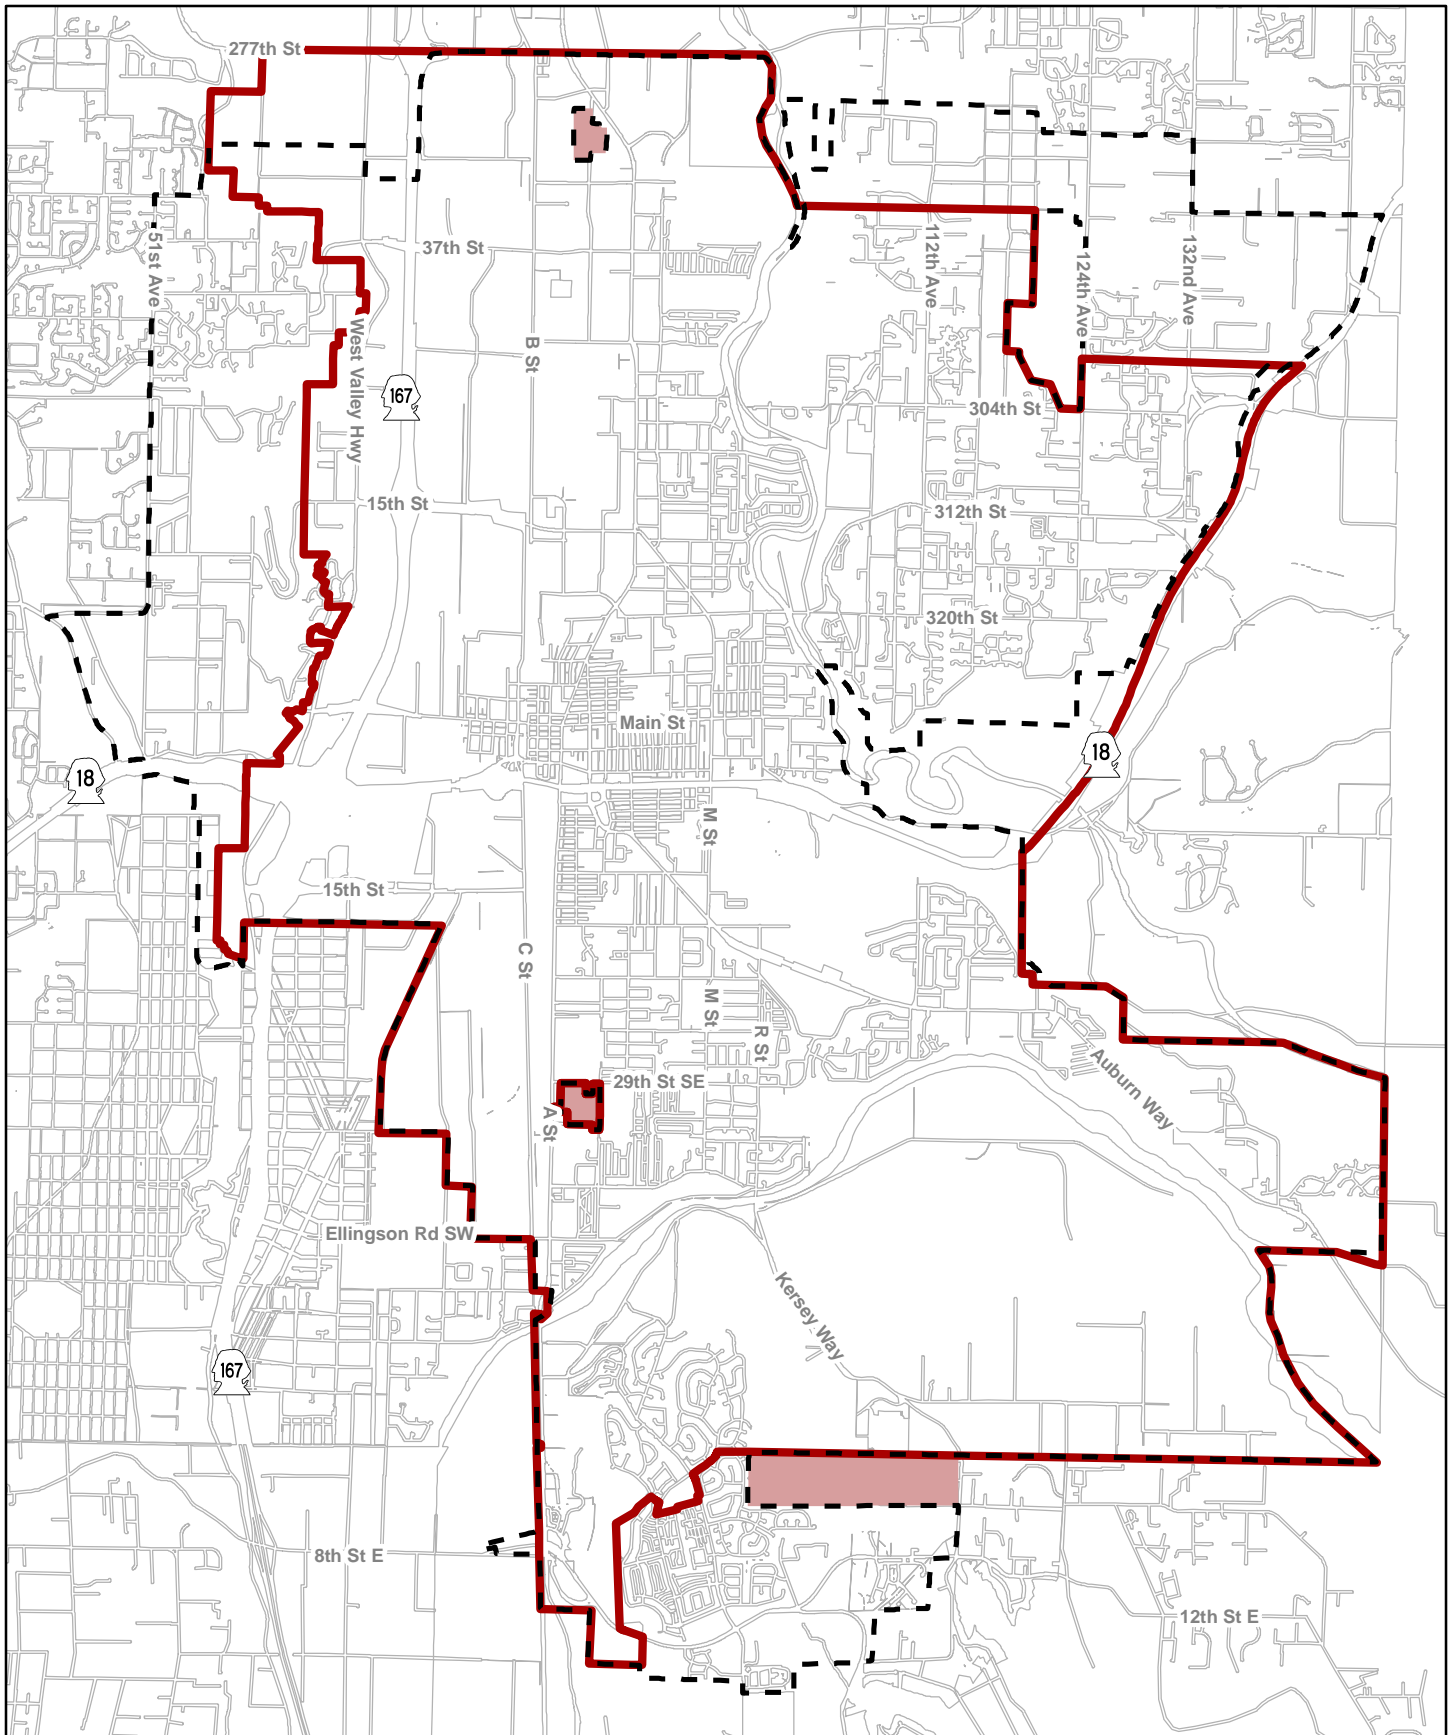 277th St
51st Ave
37th St
112th Ave
124th Ave
132nd Ave
West Valley Hwy
B St
167
304th St
15th St
312th St
320th St
Main St
18
18
M St
15th St
C St
M St
R St
29th St SE
A St
Auburn Way
Ellingson Rd SW
Kersey Way
167
8th St E
12th St E